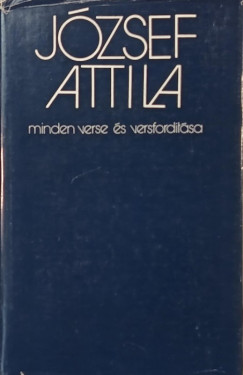 JÓZSEF
ATTILA
minden verse és versfordítása